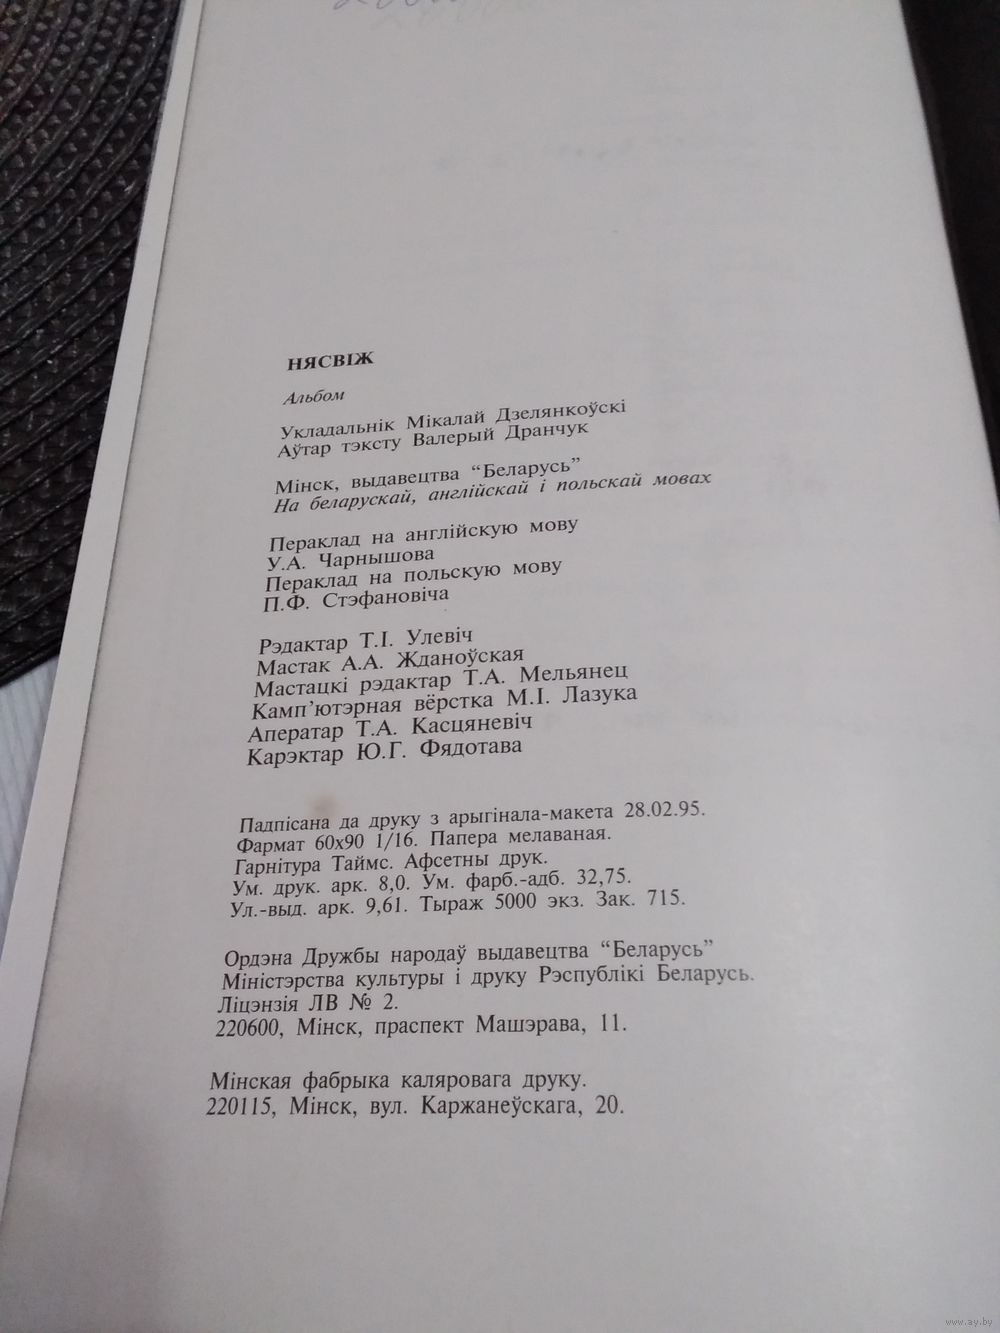 НЯСВІЖ
Альбом
Укладальнік Мікалай Дзелянкоўскі
Аўтар тэксту Валерый Дранчук
Мінск, выдавецтва “Беларусь”
На беларускай, англійскай і польскай мовах
Пераклад на англійскую мову
У.А. Чарнышова
Пераклад на польскую мову
П.Ф. Стэфановіча
Рэдактар Т.І. Улевіч
Мастак А.А. Жданоўская
Мастацкі рэдактар Т.А. Мельянец
Камп’ютэрная вёрстка М.І. Лазука
Аператар Т.А. Касцяневіч
Карэктар Ю.Г. Фядотава
Падпісана да друку з арыгінала-макета 28.02.95.
Фармат 60х90 1/16. Папера мелаваная.
Гарнітура Таймс. Афсетны друк.
Ум. друк. арк. 8,0. Ум. фарб.-адб. 32,75.
Ул.-выд. арк. 9,61. Тыраж 5000 экз. Зак. 715.
Ордэна Дружбы народаў выдавецтва “Беларусь”
Міністэрства культуры і друку Рэспублікі Беларусь.
Ліцэнзія ЛВ № 2.
220600, Мінск, праспект Машэрава, 11.
Мінская фабрыка каляровага друку.
220115, Мінск, вул. Каржанеўскага, 20.
www.ay.by